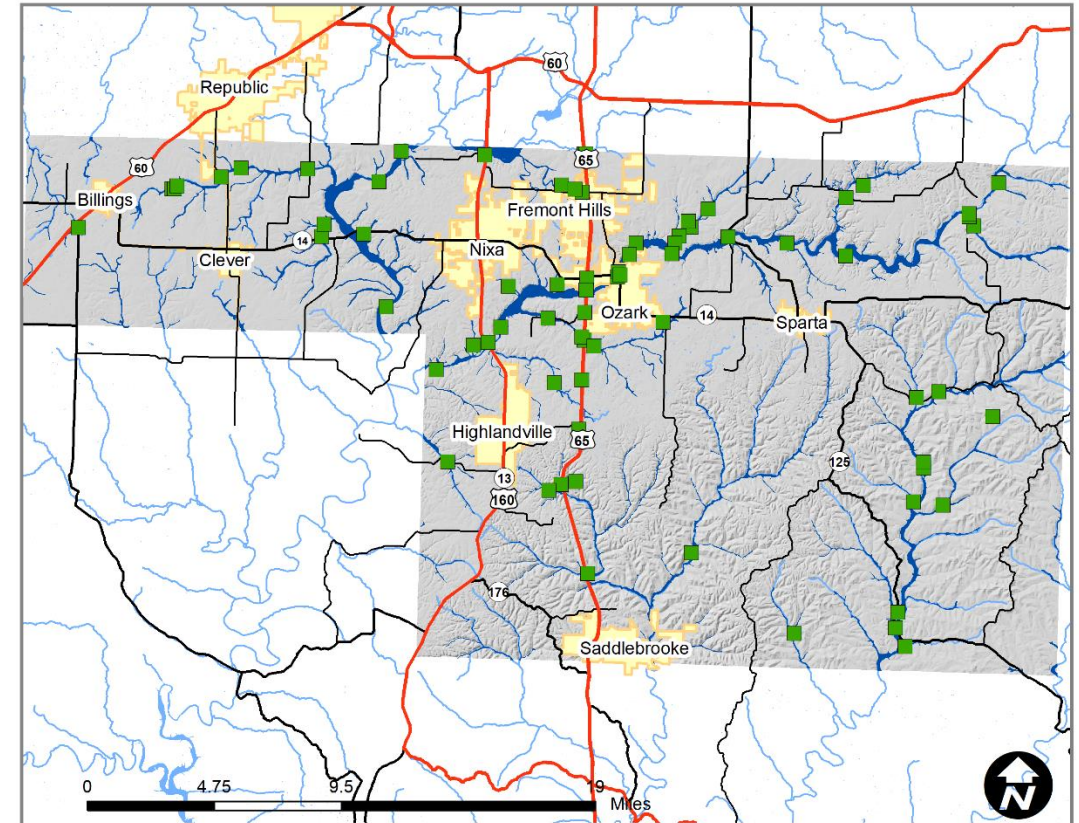 60
Republic
60
65
Billings
Fremont Hills
14
Nixa
Clever
Ozark
14
Sparta
Highlandville
65
125
13
160
176
Saddlebrooke
0
4.75
9.5
19
Miles
N